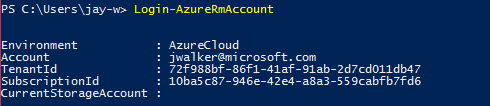 PS C:\Users\jay-w> Login-AzureRmAccount
Environment : AzureCloud
Account : jwalker@microsoft.com
TenantId : 72f988bf-86f1-41af-91ab-2d7cd011db47
SubscriptionId : 10ba5c87-946e-42e4-a8a3-559cabfb7fd6
CurrentStorageAccount :